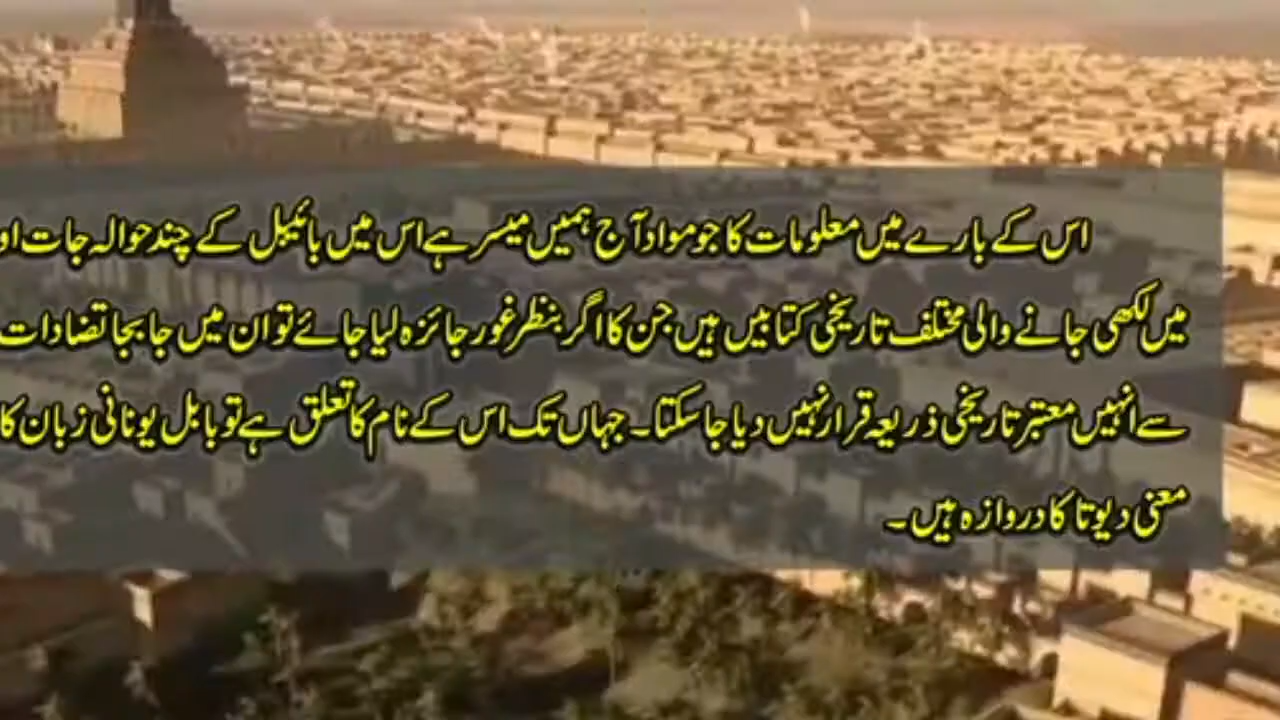 اس کے بارے میں معلومات کا جو مواد آج ہمیں میسر ہے اس میں بائیبل کے چند حوالہ جات او
میں لکھی جانے والی مختلف تاریخی کتابیں ہیں جن کا اگر بنظر غور جائزہ لیا جائے تو ان میں جا بجا تضادات
سے انہیں معتبر تاریخی ذریعہ قرار نہیں دیا جا سکتا۔ جہاں تک اس کے نام کا تعلق ہے تو بابل یونانی زبان کا
معنی دیوتا کا دروازہ ہیں۔